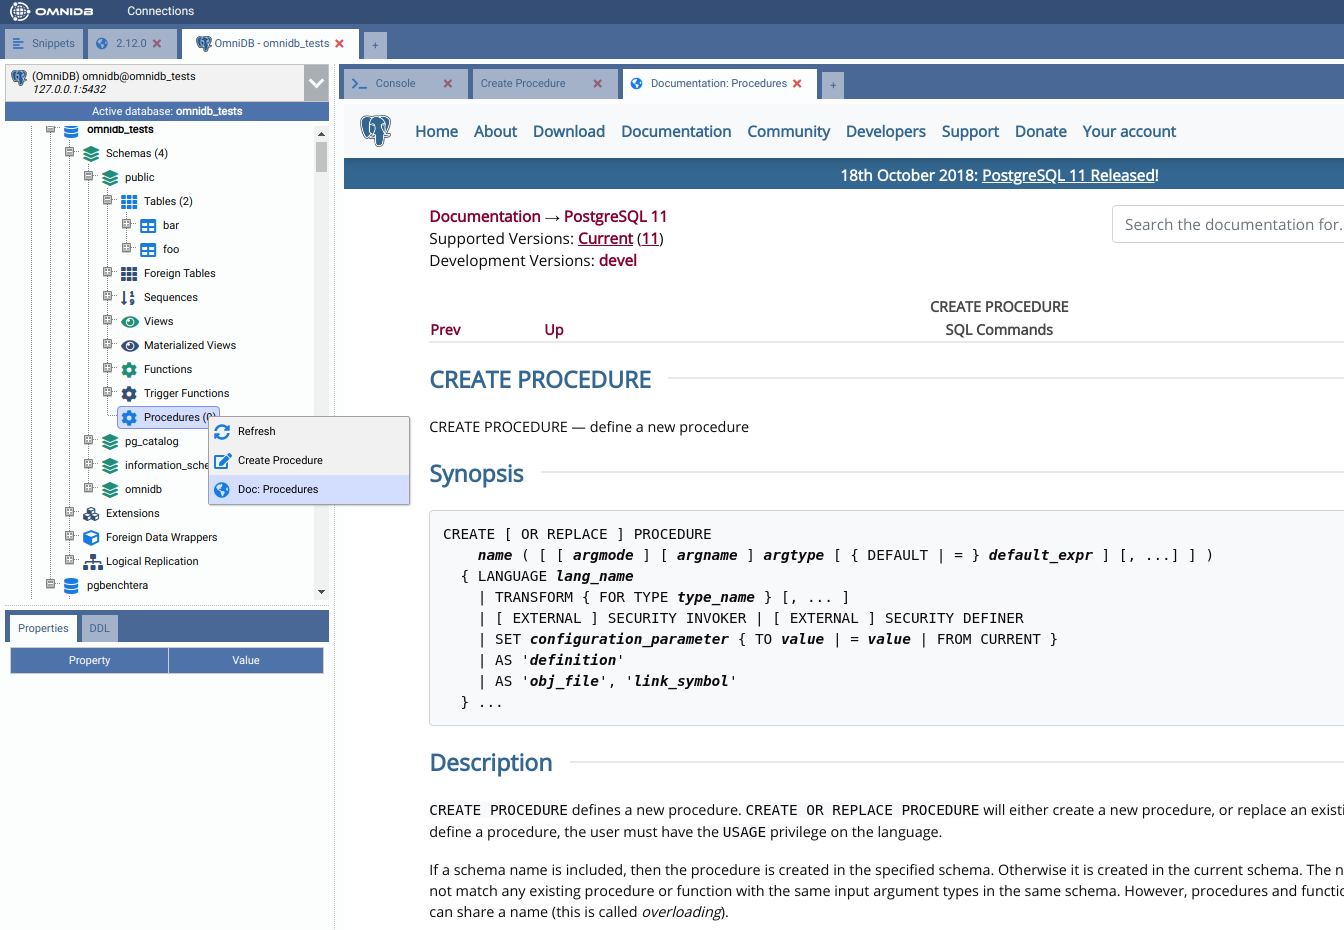 OMNIDB
Connections
Snippets
2.12.0
OmniDB - omnidb_tests
+
(OmniDB) omnidb@omnidb_tests
127.0.0.1:5432
Active database: omnidb_tests
omnidb_tests
Schemas (4)
public
Tables (2)
bar
foo
Foreign Tables
Sequences
Views
Materialized Views
Functions
Trigger Functions
Procedures (0)
Refresh
Create Procedure
Doc: Procedures
pg_catalog
information_sche
omnidb
Extensions
Foreign Data Wrappers
Logical Replication
pgbenchtera
Properties
DDL
Property
Value
Console
Create Procedure
Documentation: Procedures
+
Home About Download Documentation Community Developers Support Donate Your account
18th October 2018: PostgreSQL 11 Released!
Documentation → PostgreSQL 11
Supported Versions: Current (11)
Development Versions: devel
Search the documentation for.
CREATE PROCEDURE
Prev Up SQL Commands
CREATE PROCEDURE
CREATE PROCEDURE — define a new procedure
Synopsis
CREATE [ OR REPLACE ] PROCEDURE
name ( [ [ argmode ] [ argname ] argtype [ { DEFAULT | = } default_expr ] [, ...] ] )
{ LANGUAGE lang_name
| TRANSFORM { FOR TYPE type_name } [, ... ]
| [ EXTERNAL ] SECURITY INVOKER | [ EXTERNAL ] SECURITY DEFINER
| SET configuration_parameter { TO value | = value | FROM CURRENT }
| AS 'definition'
| AS 'obj_file', 'link_symbol'
} ...
Description
CREATE PROCEDURE defines a new procedure. CREATE OR REPLACE PROCEDURE will either create a new procedure, or replace an existi
define a procedure, the user must have the USAGE privilege on the language.
If a schema name is included, then the procedure is created in the specified schema. Otherwise it is created in the current schema. The n
not match any existing procedure or function with the same input argument types in the same schema. However, procedures and functio
can share a name (this is called overloading).